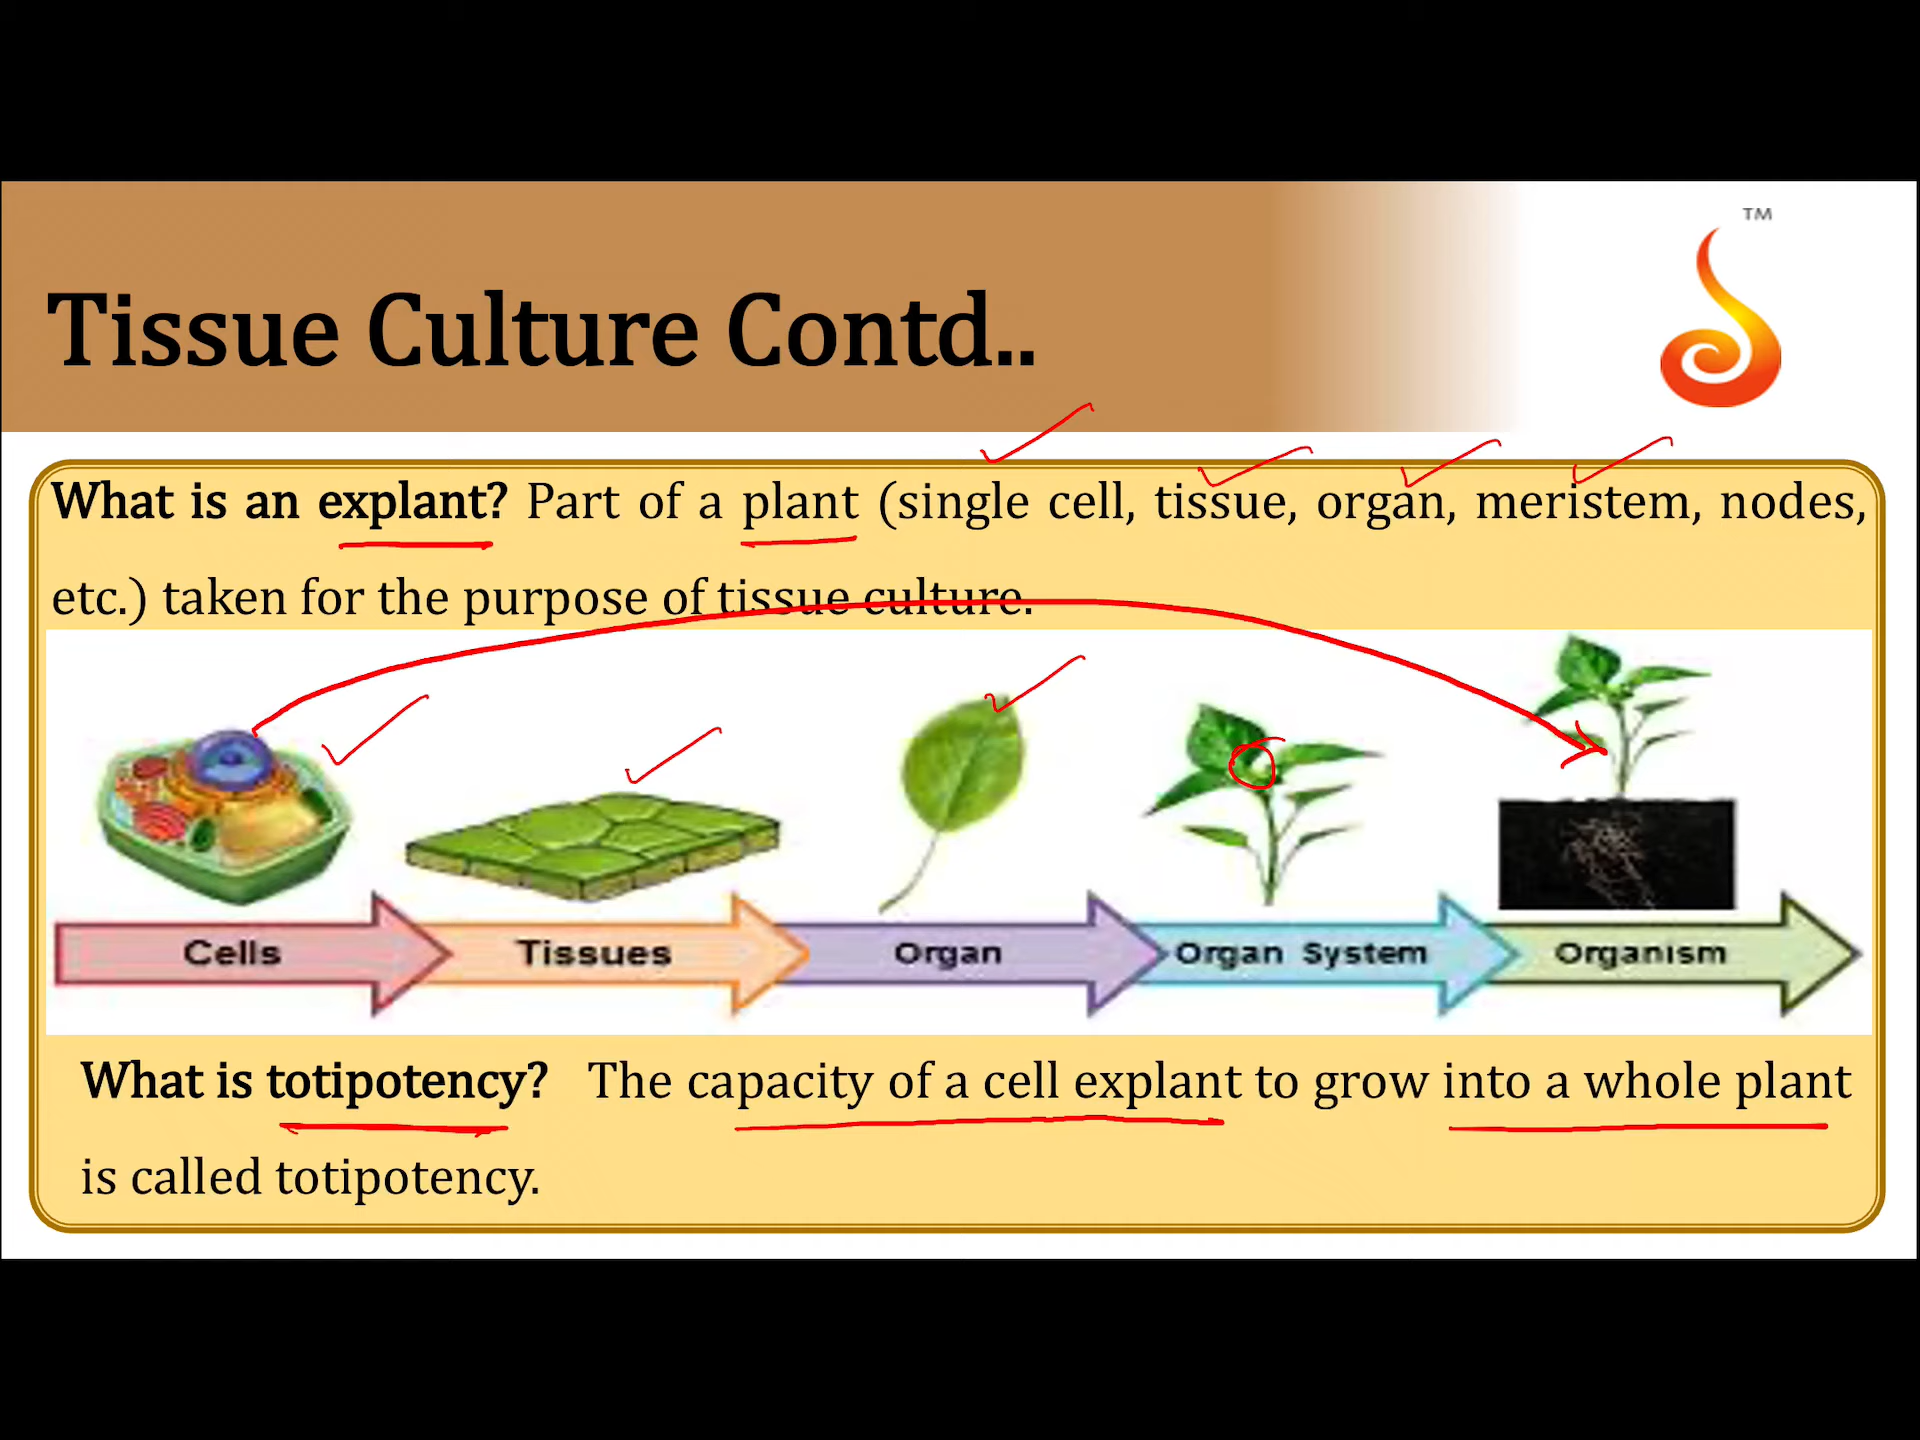 TM
Tissue Culture Contd..
What is an explant? Part of a plant (single cell, tissue, organ, meristem, nodes,
etc.) taken for the purpose of tissue culture.
Cells Tissues Organ Organ System Organism
What is totipotency? The capacity of a cell explant to grow into a whole plant
is called totipotency.